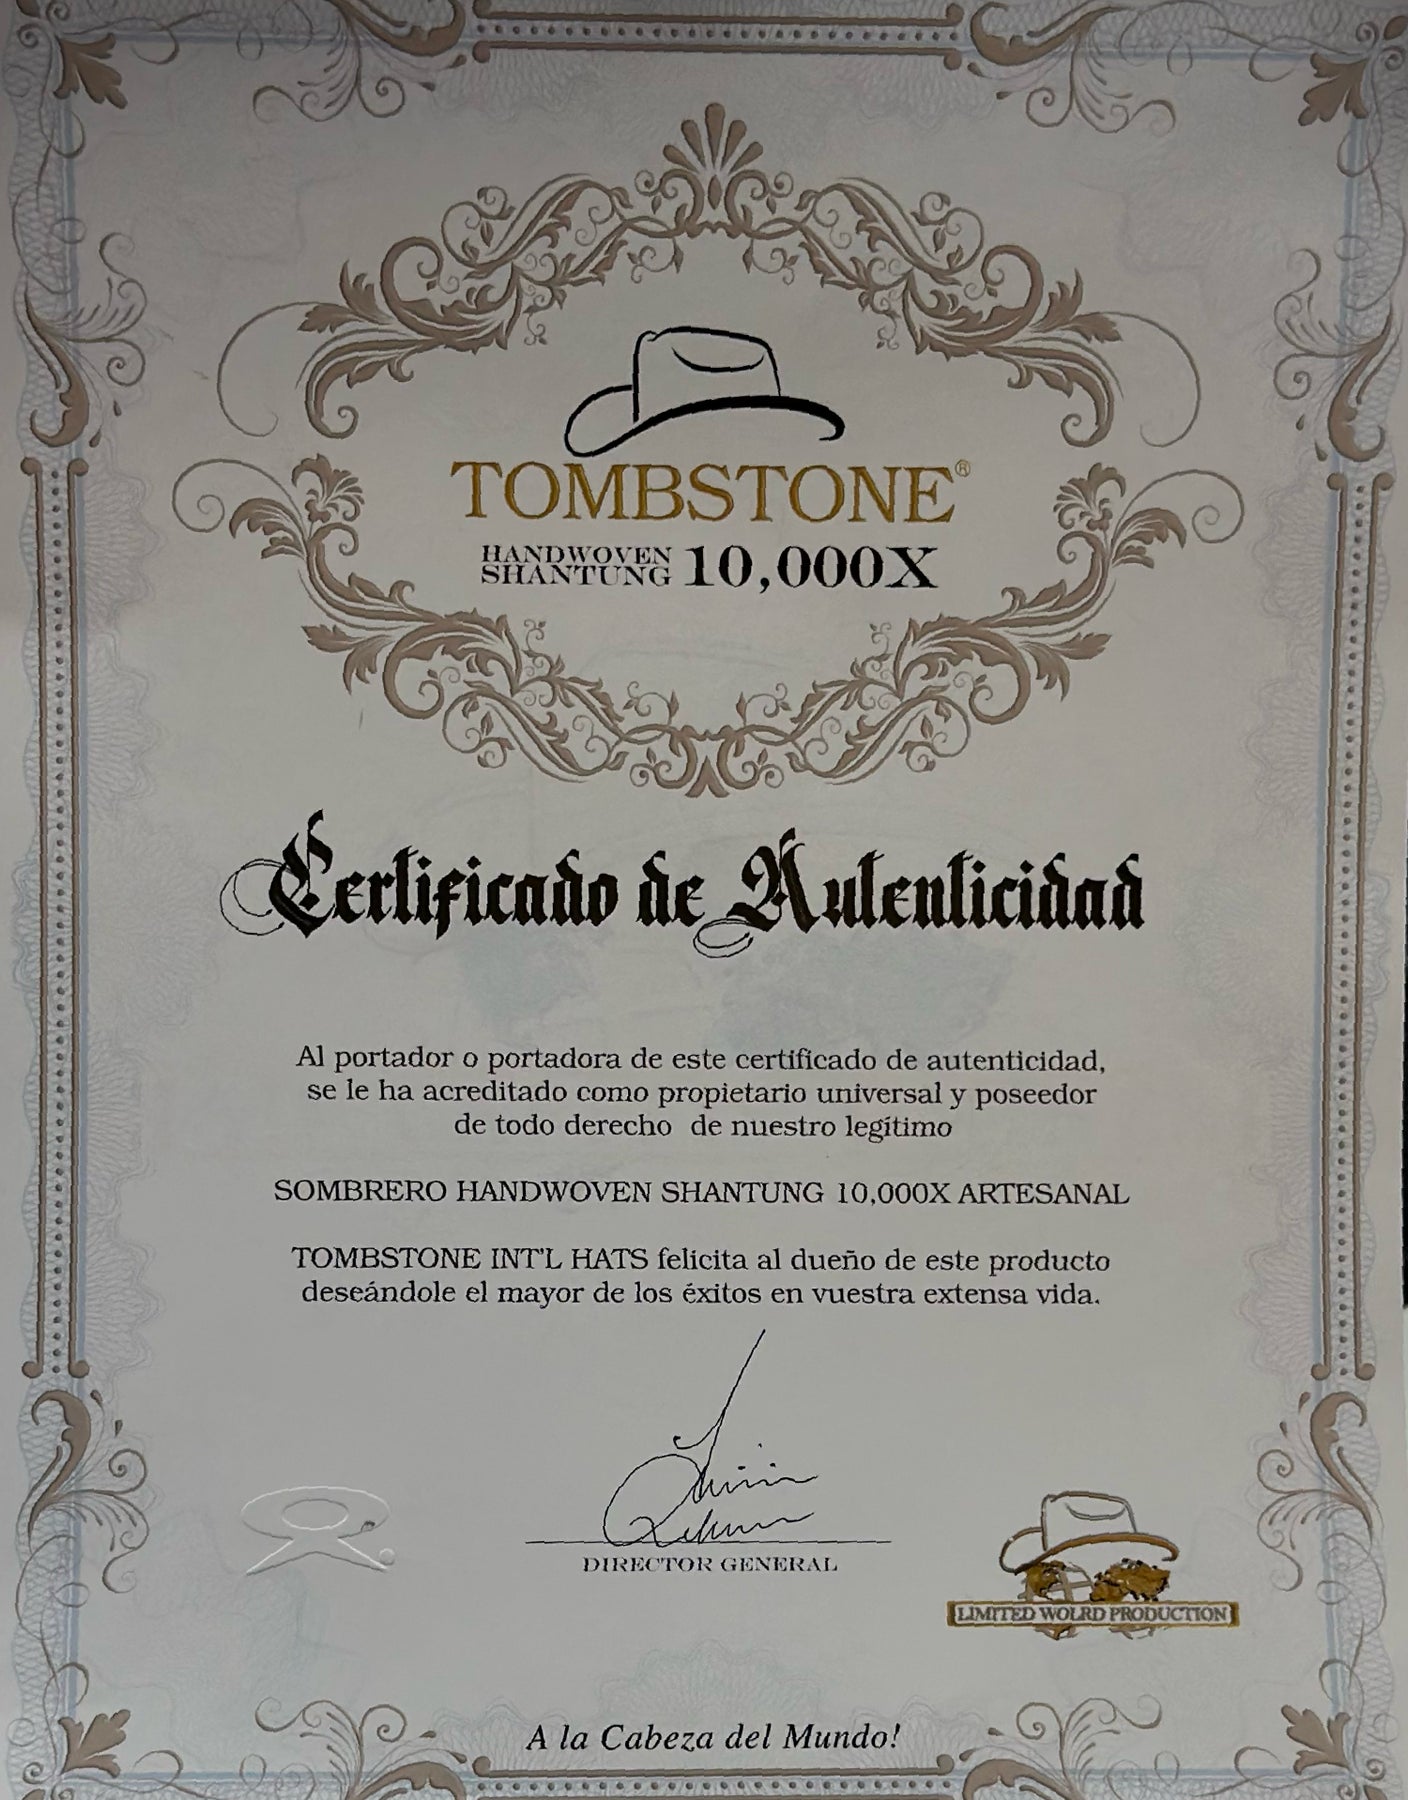 TOMBSTONE®
HANDWOVEN
SHANTUNG 10,000X
Certificado de Autenticidad
Al portador o portadora de este certificado de autenticidad,
se le ha acreditado como propietario universal y poseedor
de todo derecho de nuestro legítimo
SOMBRERO HANDWOVEN SHANTUNG 10,000X ARTESANAL
TOMBSTONE INT'L HATS felicita al dueño de este producto
deseándole el mayor de los éxitos en vuestra extensa vida.
DIRECTOR GENERAL
LIMITED WOLRD PRODUCTION
A la Cabeza del Mundo!